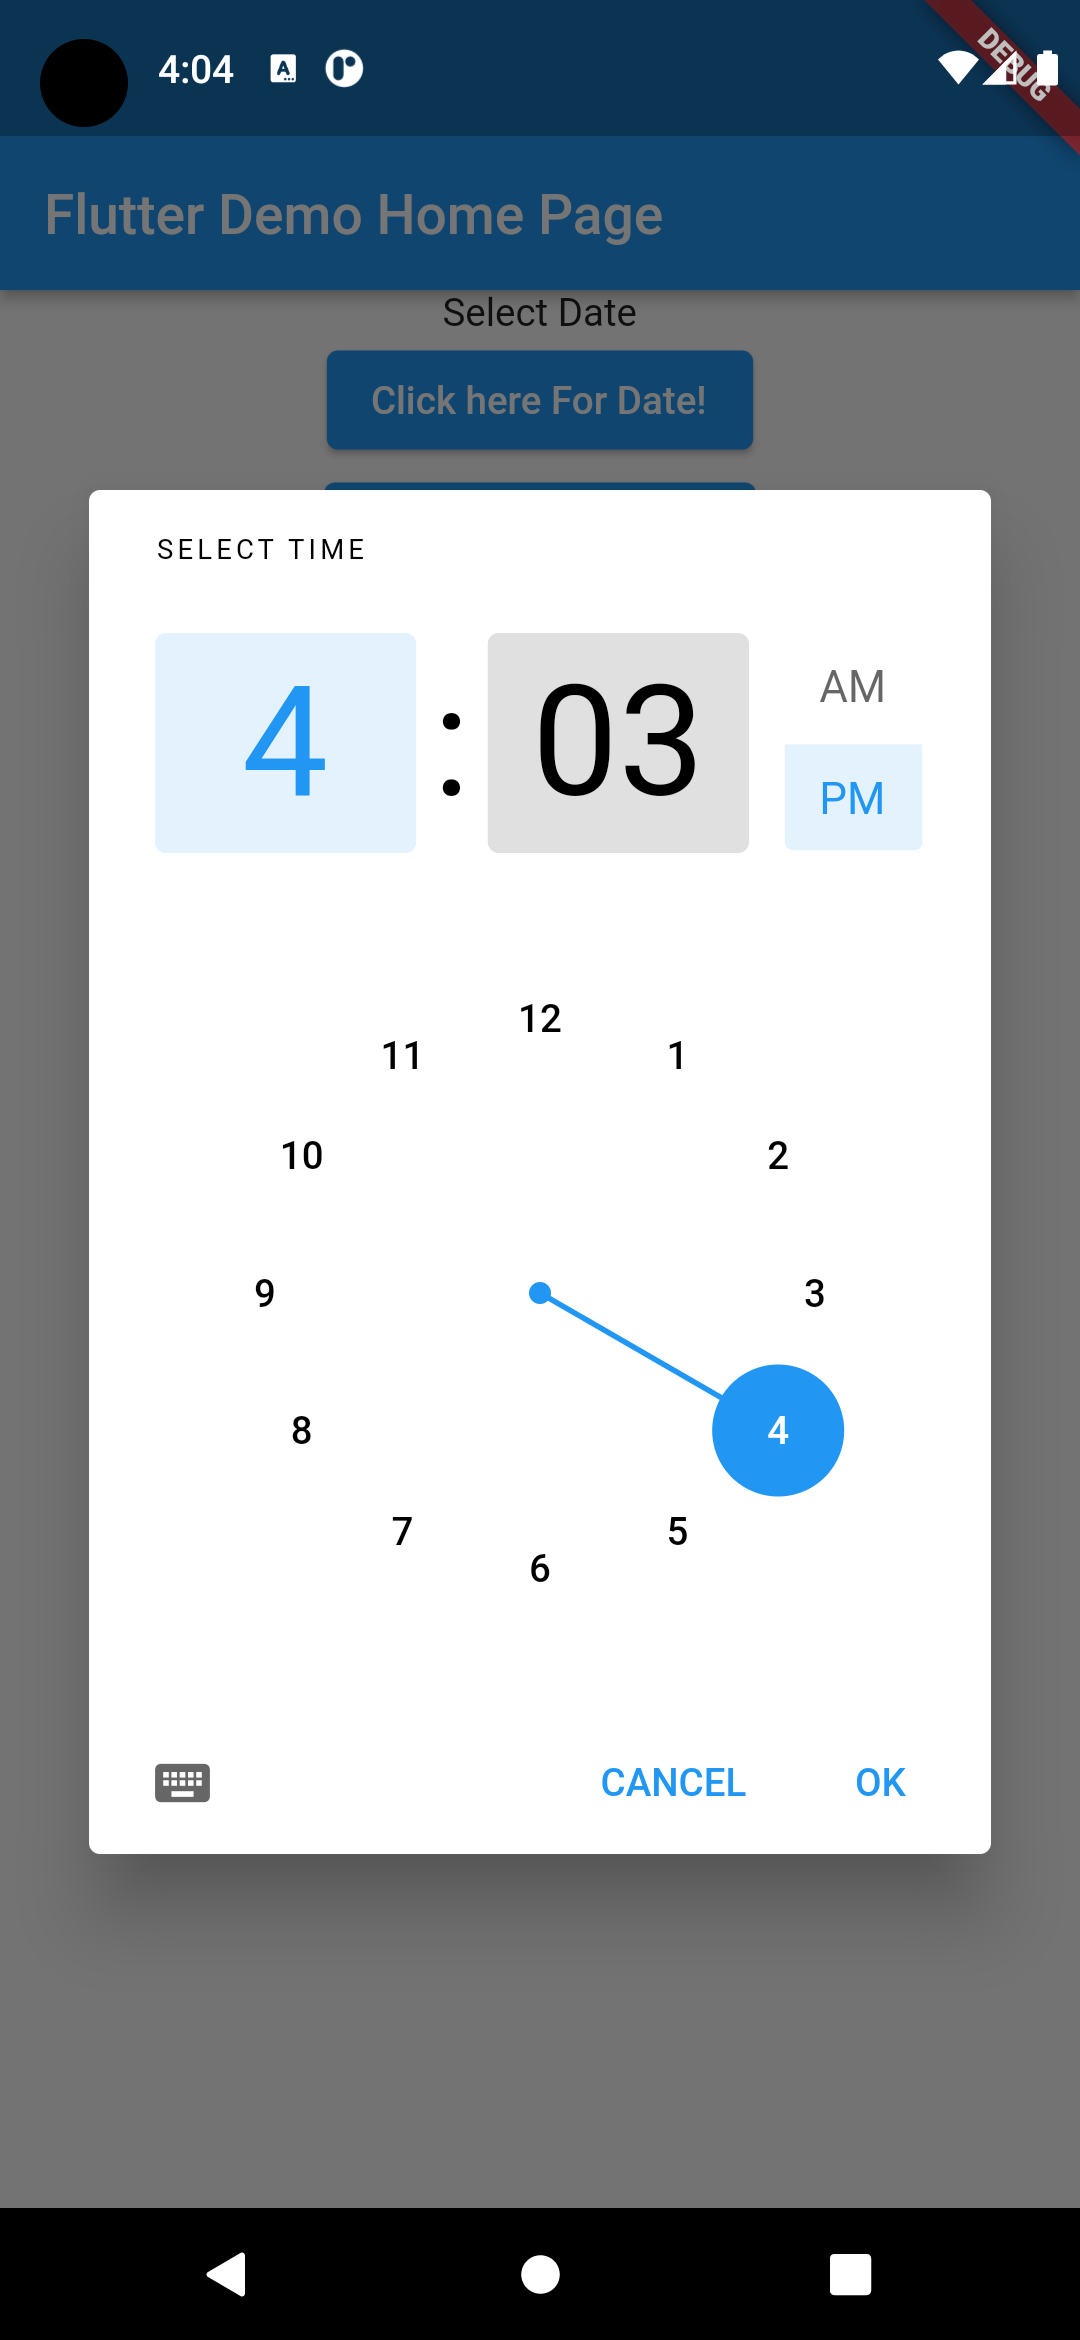 4:04
DEBUG
Flutter Demo Home Page
Select Date
Click here For Date!
SELECT TIME
4 : 03
AM
PM
12
11 1
10 2
9 3
8 4
7 5
6
CANCEL OK